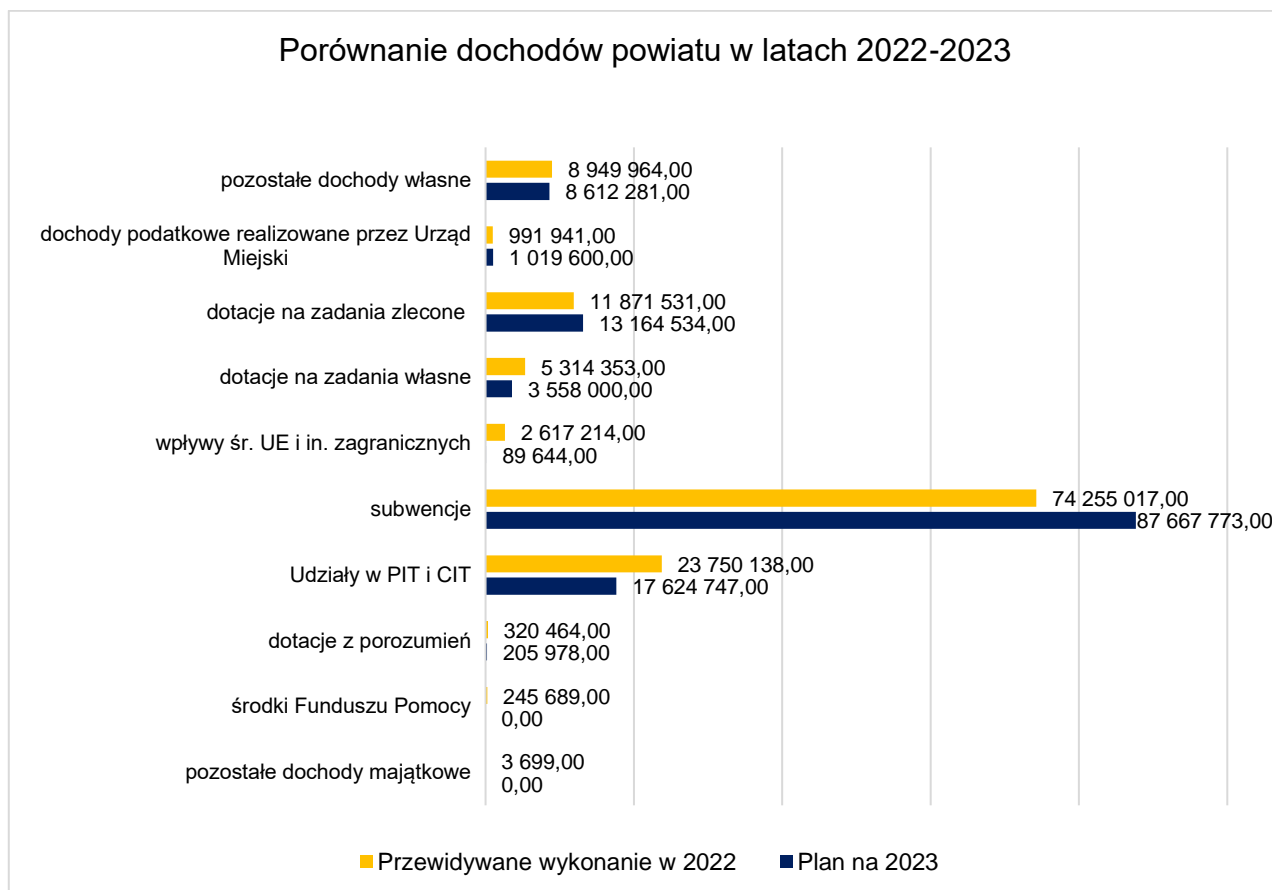 Porównanie dochodów powiatu w latach 2022-2023
pozostałe dochody własne
8 949 964,00
8 612 281,00
dochody podatkowe realizowane przez Urząd
Miejski
991 941,00
1 019 600,00
dotacje na zadania zlecone
11 871 531,00
13 164 534,00
dotacje na zadania własne
5 314 353,00
3 558 000,00
wpływy śr. UE i in. zagranicznych
2 617 214,00
89 644,00
subwencje
74 255 017,00
87 667 773,00
Udziały w PIT i CIT
23 750 138,00
17 624 747,00
dotacje z porozumień
320 464,00
205 978,00
środki Funduszu Pomocy
245 689,00
0,00
pozostałe dochody majątkowe
3 699,00
0,00
Przewidywane wykonanie w 2022
Plan na 2023